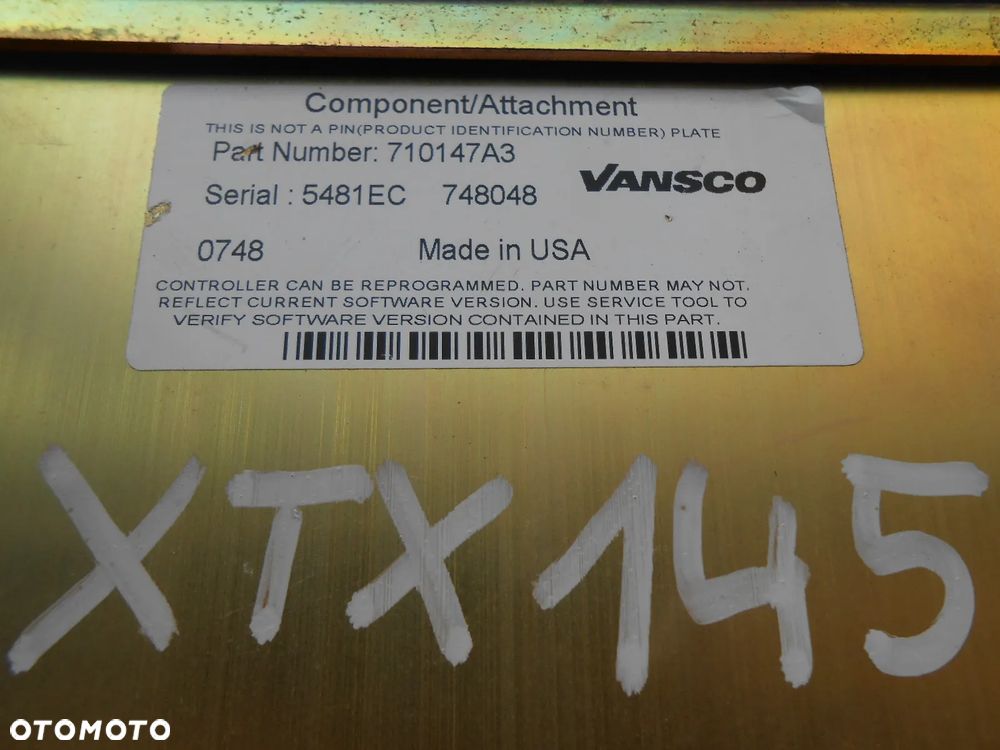 Component/Attachment
THIS IS NOT A PIN(PRODUCT IDENTIFICATION NUMBER) PLATE
Part Number: 710147A3
VANSCO
Serial : 5481EC 748048
0748 Made in USA
CONTROLLER CAN BE REPROGRAMMED. PART NUMBER MAY NOT.
REFLECT CURRENT SOFTWARE VERSION. USE SERVICE TOOL TO
VERIFY SOFTWARE VERSION CONTAINED IN THIS PART.
XTX145
OTOMOTO